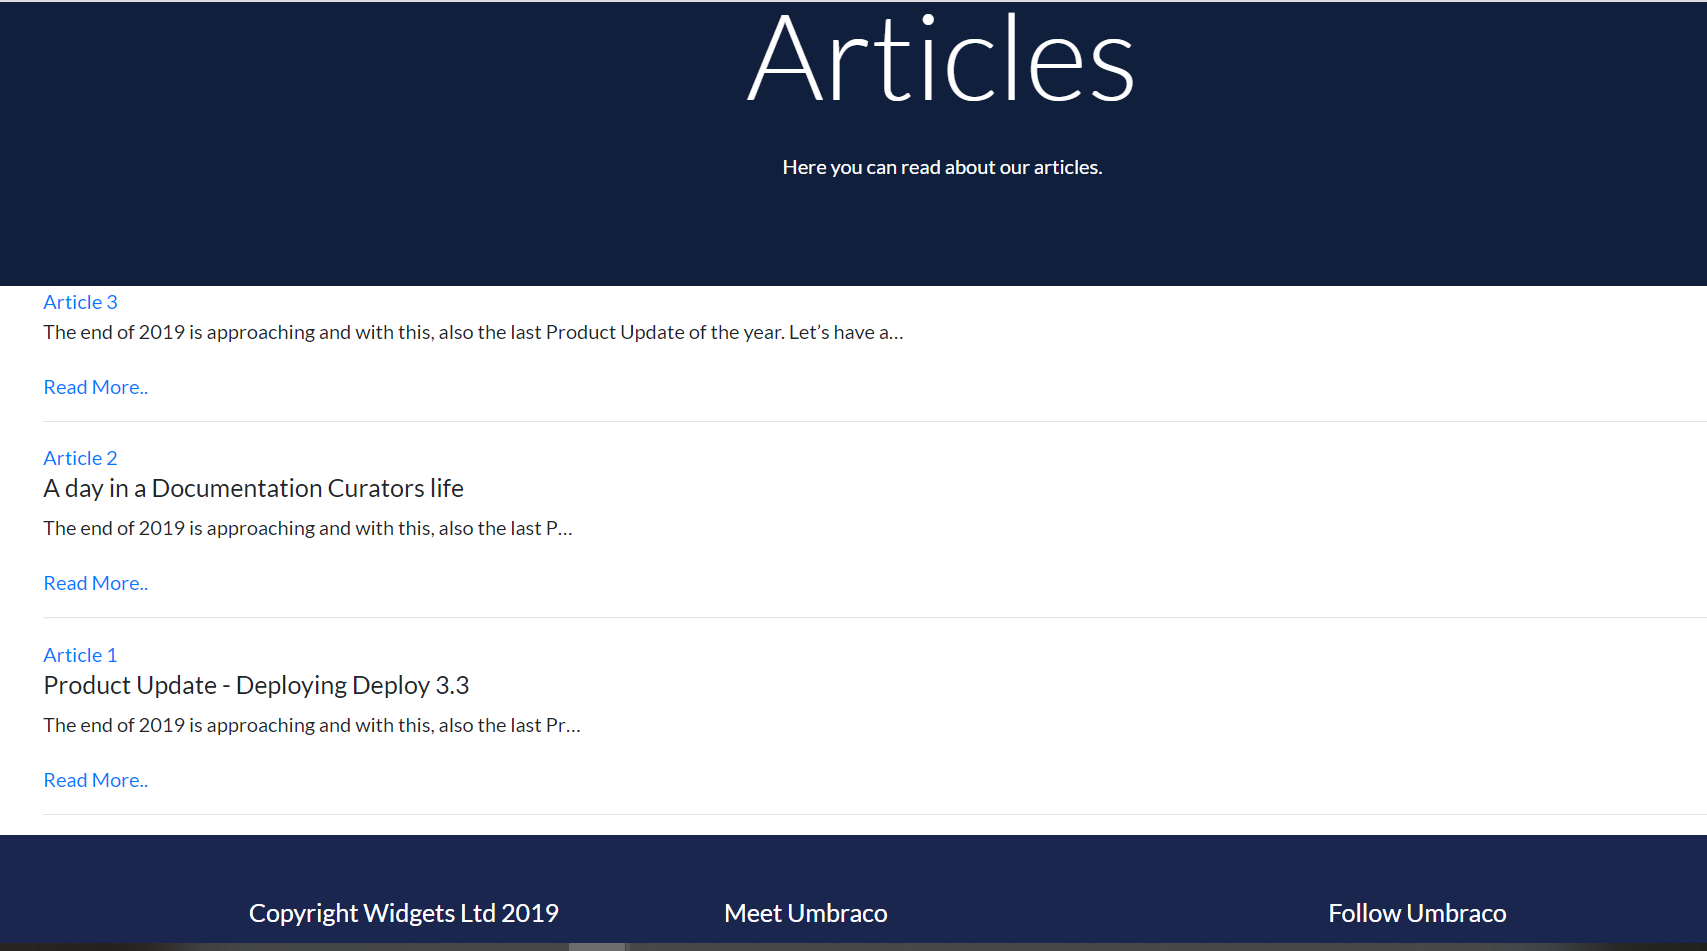 Articles
Here you can read about our articles.
Article 3
The end of 2019 is approaching and with this, also the last Product Update of the year. Let’s have a…
Read More..
Article 2
A day in a Documentation Curators life
The end of 2019 is approaching and with this, also the last P…
Read More..
Article 1
Product Update - Deploying Deploy 3.3
The end of 2019 is approaching and with this, also the last Pr…
Read More..
Copyright Widgets Ltd 2019 Meet Umbraco Follow Umbraco